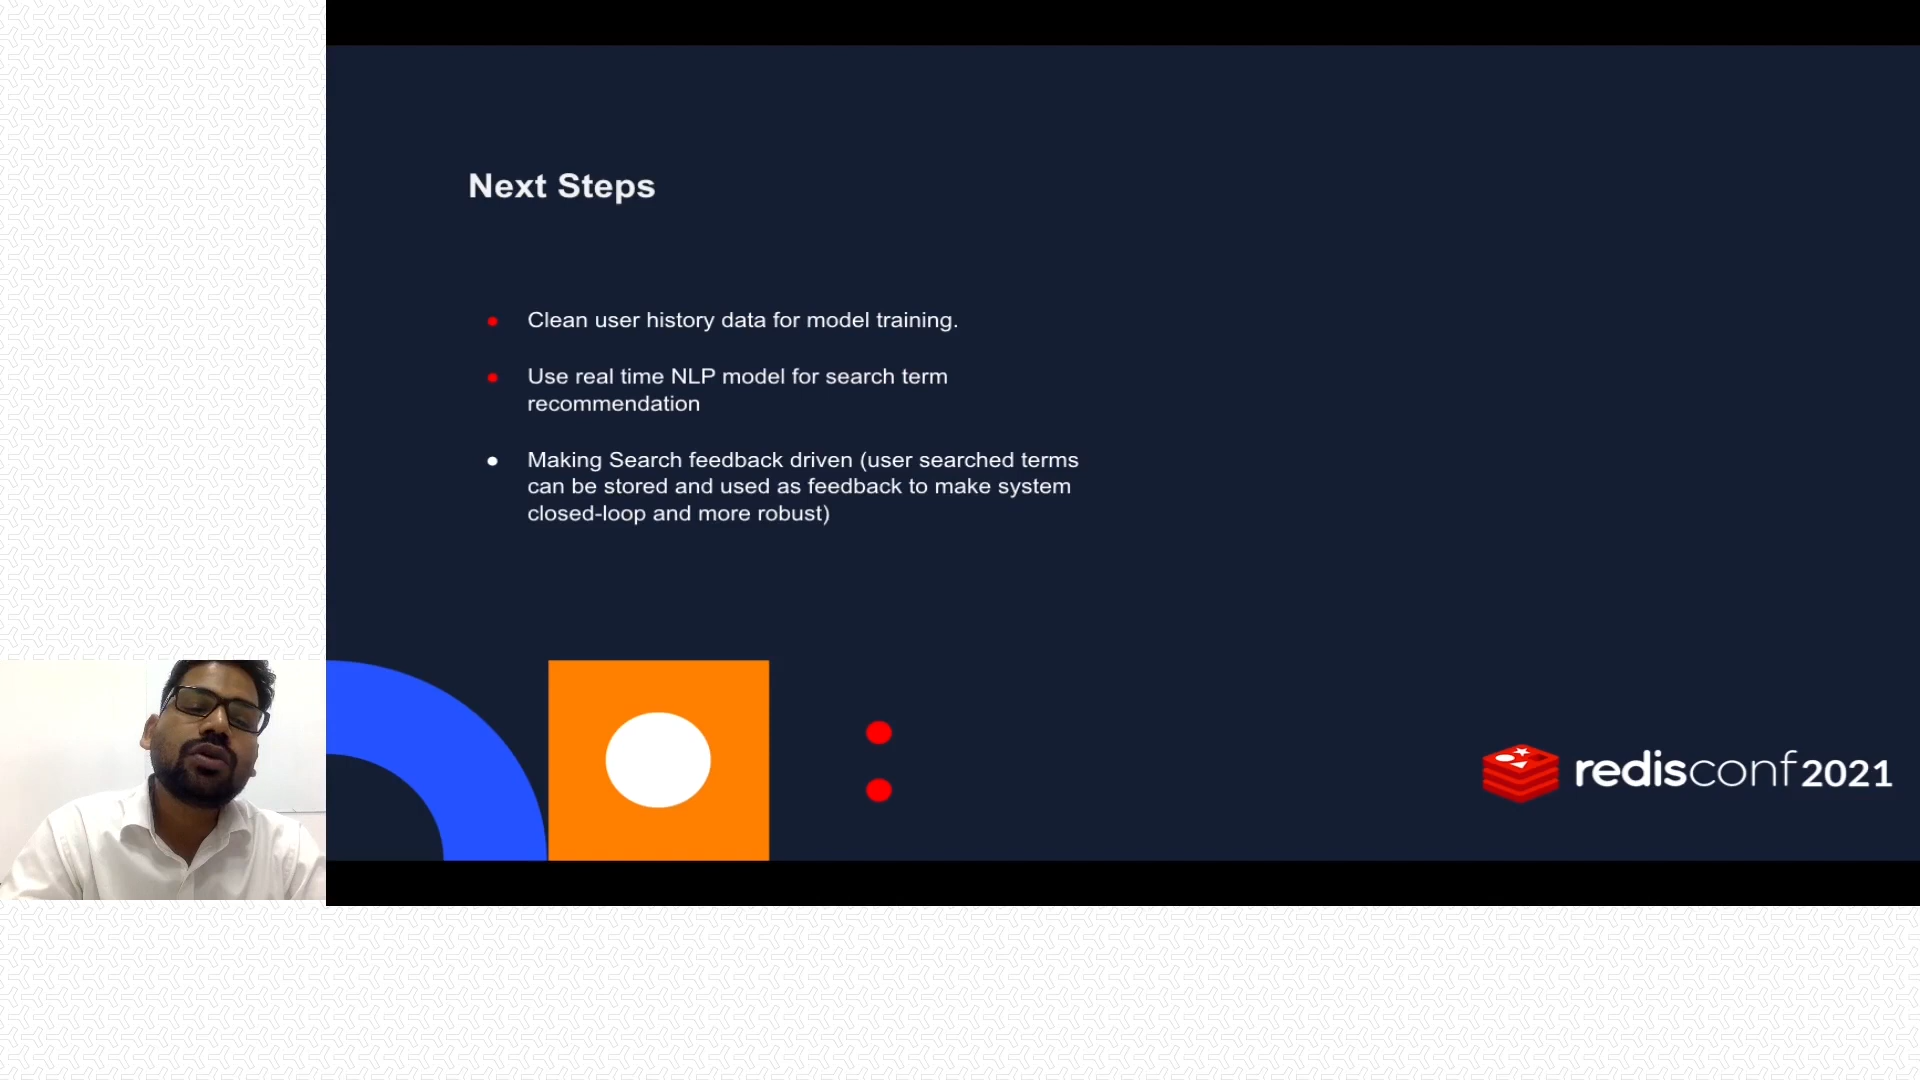 Next Steps
Clean user history data for model training.
Use real time NLP model for search term
recommendation
Making Search feedback driven (user searched terms
can be stored and used as feedback to make system
closed-loop and more robust)
redisconf 2021